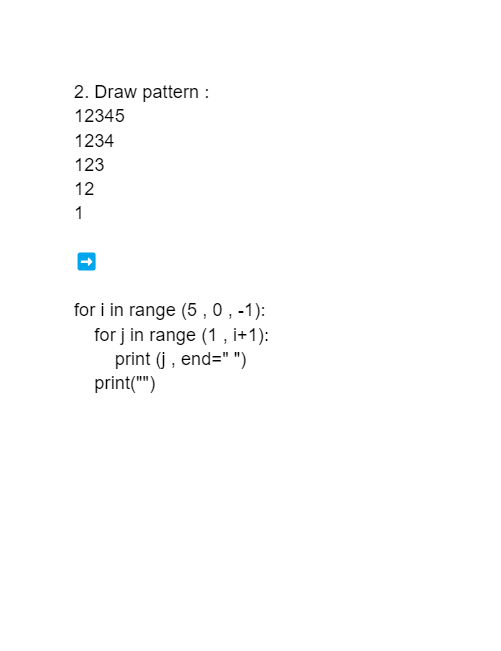 2. Draw pattern :
12345
1234
123
12
1
➡
for i in range (5 , 0 , -1):
    for j in range (1 , i+1):
        print (j , end=" ")
    print("")